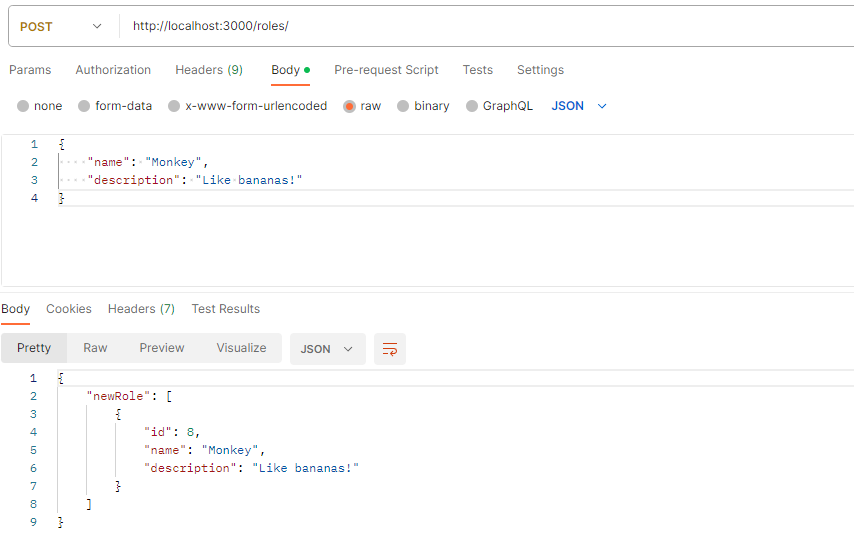 POST http://localhost:3000/roles/
Params Authorization Headers (9) Body Pre-request Script Tests Settings
none form-data x-www-form-urlencoded raw binary GraphQL JSON
1 {
2 "name": "Monkey",
3 "description": "Like bananas!"
4 }
Body Cookies Headers (7) Test Results
Pretty Raw Preview Visualize JSON
1 {
2 "newRole": [
3 {
4 "id": 8,
5 "name": "Monkey",
6 "description": "Like bananas!"
7 }
8 ]
9 }